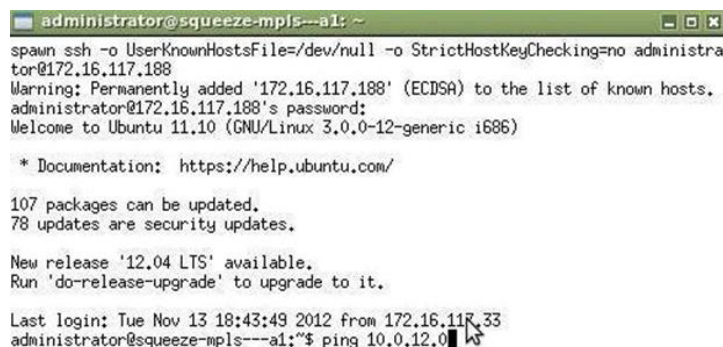 administrator@squeeze-mpls---a1: ~
spawn ssh -o UserKnownHostsFile=/dev/null -o StrictHostKeyChecking=no administra
tor@172.16.117.188
Warning: Permanently added '172.16.117.188' (ECDSA) to the list of known hosts.
administrator@172.16.117.188's password:
Welcome to Ubuntu 11.10 (GNU/Linux 3.0.0-12-generic i686)
* Documentation:  https://help.ubuntu.com/
107 packages can be updated.
78 updates are security updates.
New release '12.04 LTS' available.
Run 'do-release-upgrade' to upgrade to it.
Last login: Tue Nov 13 18:43:49 2012 from 172.16.117.33
administrator@squeeze-mpls---a1:~$ ping 10.0.12.0